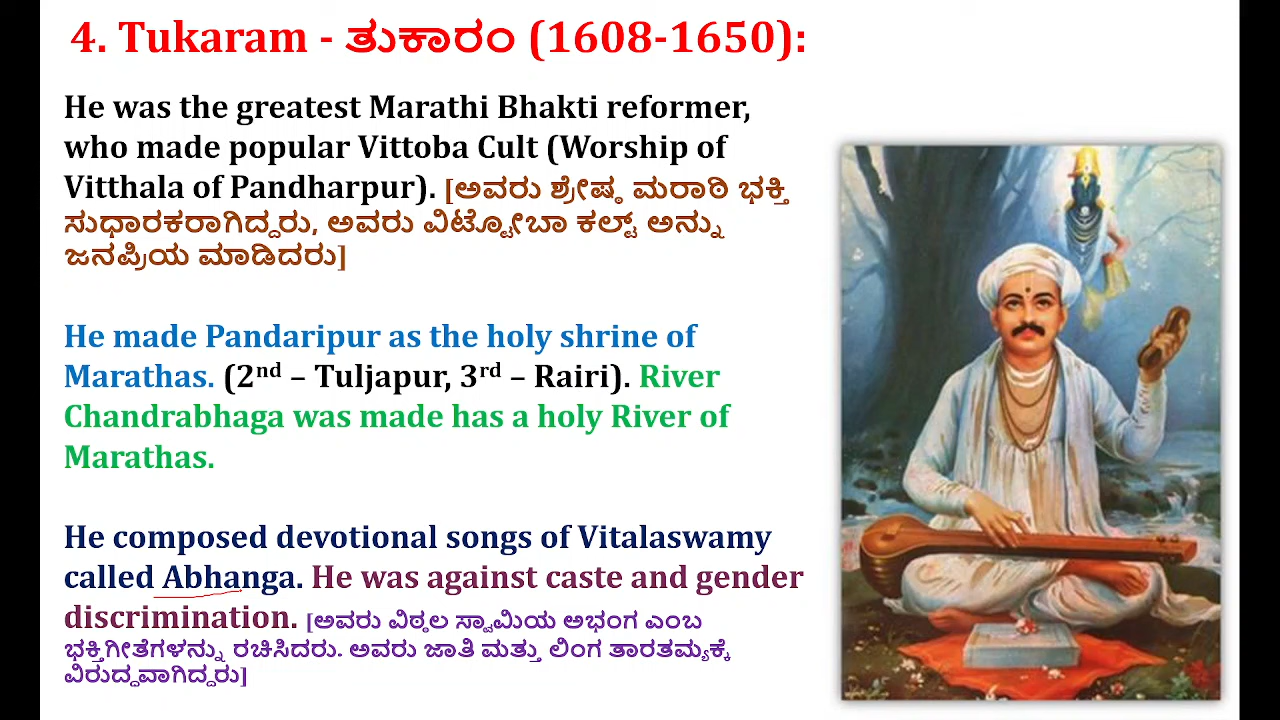 4. Tukaram - ತುಕಾರಂ (1608-1650):
He was the greatest Marathi Bhakti reformer,
who made popular Vittoba Cult (Worship of
Vitthala of Pandharpur). [ಅವರು ಶ್ರೇಷ್ಠ ಮರಾಠಿ ಭಕ್ತಿ
ಸುಧಾರಕರಾಗಿದ್ದರು, ಅವರು ವಿಟ್ಟೋಬಾ ಕಲ್ಟ್ ಅನ್ನು
ಜನಪ್ರಿಯ ಮಾಡಿದರು]
He made Pandaripur as the holy shrine of
Marathas. (2nd – Tuljapur, 3rd – Rairi). River
Chandrabhaga was made has a holy River of
Marathas.
He composed devotional songs of Vitalaswamy
called Abhanga. He was against caste and gender
discrimination. [ಅವರು ವಿಠ್ಠಲ ಸ್ವಾಮಿಯ ಅಭಂಗ ಎಂಬ
ಭಕ್ತಿಗೀತೆಗಳನ್ನು ರಚಿಸಿದರು. ಅವರು ಜಾತಿ ಮತ್ತು ಲಿಂಗ ತಾರತಮ್ಯಕ್ಕೆ
ವಿರುದ್ಧವಾಗಿದ್ದರು]